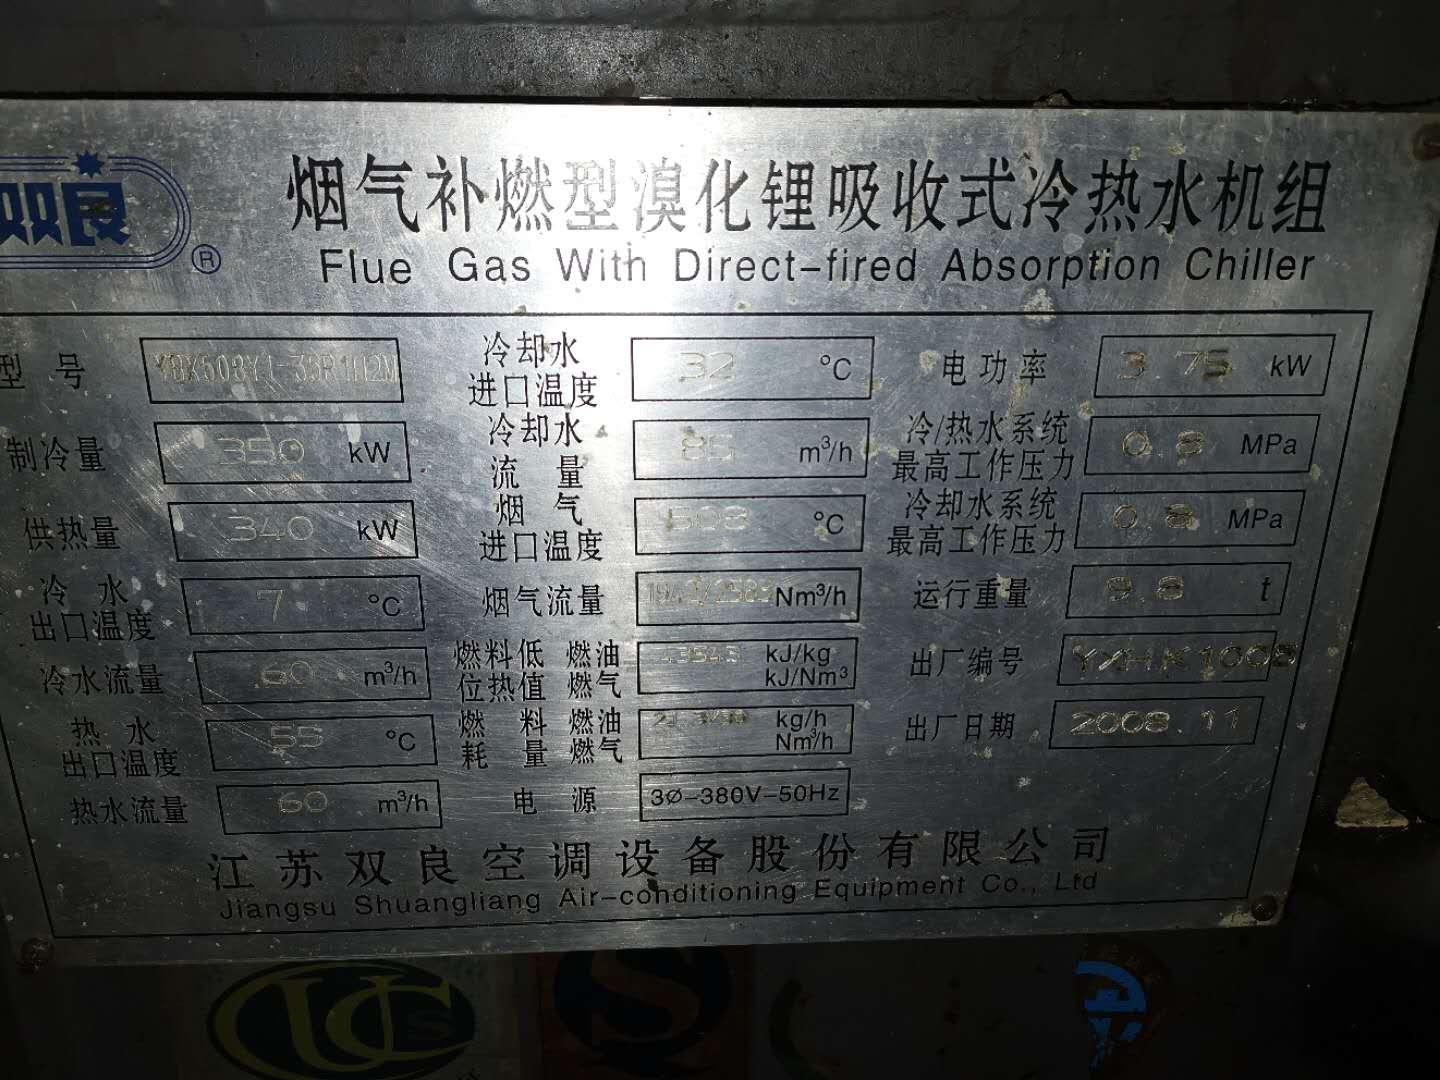 双良 ®
烟气补燃型溴化锂吸收式冷热水机组
Flue Gas With Direct-fired Absorption Chiller
型号
制冷量 350 kW
供热量 340 kW
冷水出口温度 7 °C
冷水流量 60 m³/h
热水出口温度 55 °C
热水流量 60 m³/h
冷却水进口温度 32 °C
冷却水流量 85 m³/h
烟气进口温度 508 °C
烟气流量 Nm³/h
燃料低位热值 燃油 燃气 kJ/kg kJ/Nm³
燃料耗量 燃油 燃气 kg/h Nm³/h
电源 3Ø-380V-50Hz
电功率 3.75 kW
冷/热水系统最高工作压力 0.8 MPa
冷却水系统最高工作压力 0.8 MPa
运行重量 9.8 t
出厂编号
出厂日期 2008.11
江苏双良空调设备股份有限公司
Jiangsu Shuangliang Air-conditioning Equipment Co., Ltd